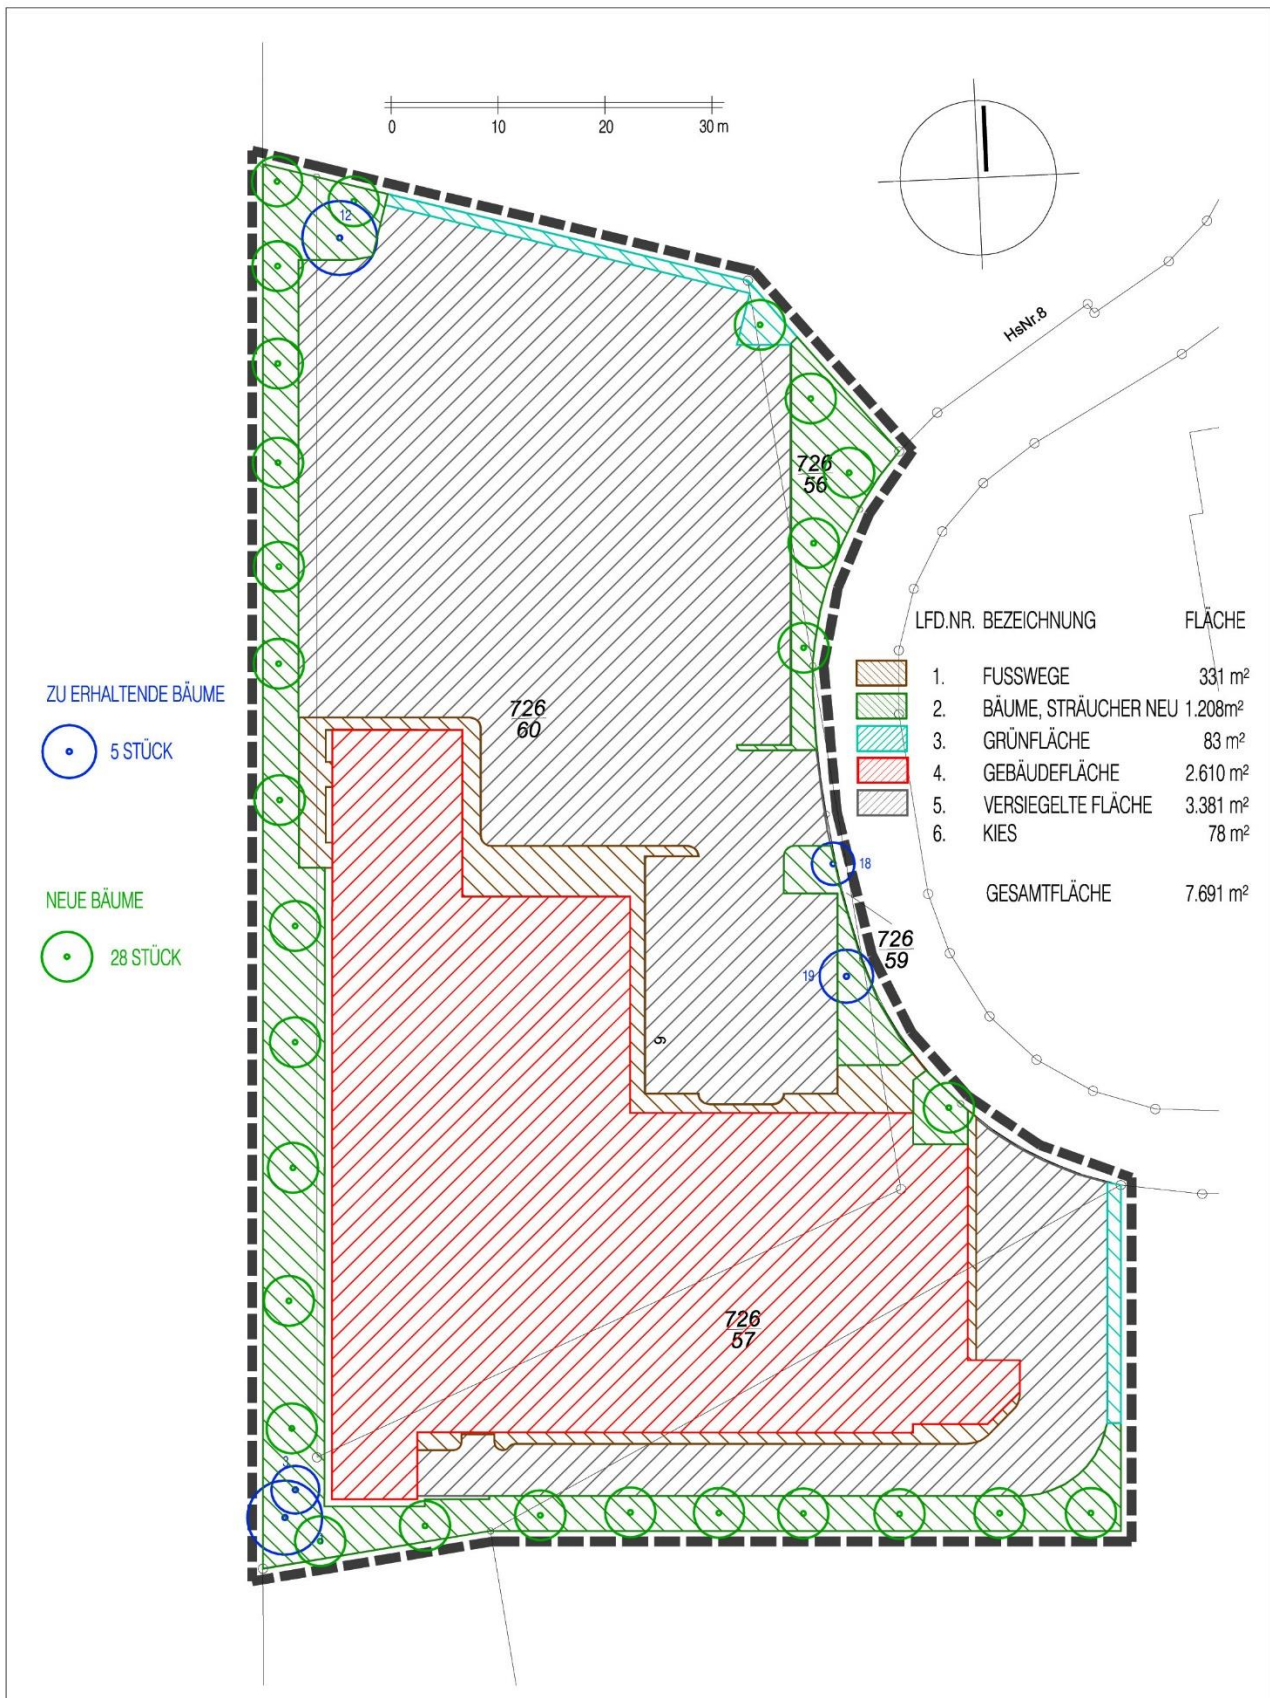 0 10 20 30 m
12
HsNr.8
726
56
LFD.NR. BEZEICHNUNG FLÄCHE
1. FUSSWEGE 331 m²
2. BÄUME, STRÄUCHER NEU 1.208m²
3. GRÜNFLÄCHE 83 m²
4. GEBÄUDEFLÄCHE 2.610 m²
5. VERSIEGELTE FLÄCHE 3.381 m²
6. KIES 78 m²
GESAMTFLÄCHE 7.691 m²
ZU ERHALTENDE BÄUME
5 STÜCK
726
60
18
NEUE BÄUME
28 STÜCK
726
59
19
6
726
57